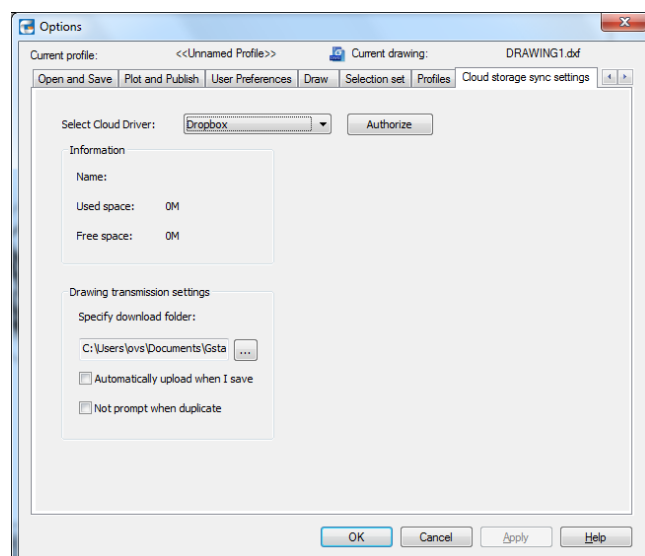 Options
Current profile: <<Unnamed Profile>> Current drawing: DRAWING1.dxf
Open and Save Plot and Publish User Preferences Draw Selection set Profiles Cloud storage sync settings
Select Cloud Driver: Dropbox Authorize
Information
Name:
Used space: 0M
Free space: 0M
Drawing transmission settings
Specify download folder:
C:\Users\ovs\Documents\Gsta ...
Automatically upload when I save
Not prompt when duplicate
OK Cancel Apply Help